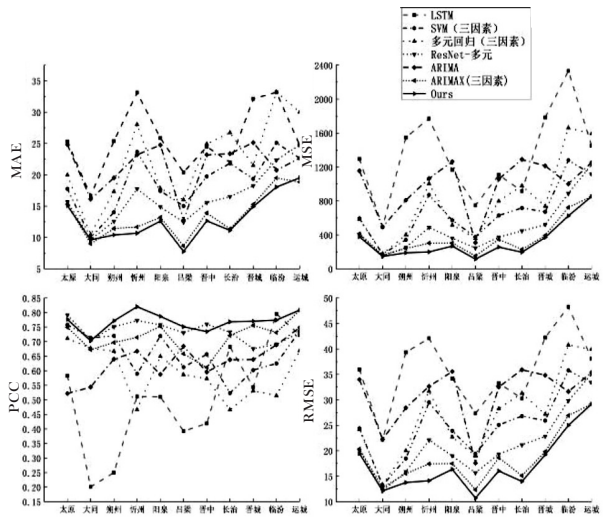 LSTM
SVM（三因素）
多元回归（三因素）
ResNet-多元
ARIMA
ARIMAX(三因素)
Ours
MAE
35
30
25
20
15
10
5
太原 大同 朔州 忻州 阳泉 吕梁 晋中 长治 晋城 临汾 运城
MSE
2400
2000
1600
1200
800
400
0
太原 大同 朔州 忻州 阳泉 吕梁 晋中 长治 晋城 临汾 运城
PCC
0.85
0.80
0.75
0.70
0.65
0.60
0.55
0.50
0.45
0.40
0.35
0.30
0.25
0.20
0.15
太原 大同 朔州 忻州 阳泉 吕梁 晋中 长治 晋城 临汾 运城
RMSE
50
45
40
35
30
25
20
15
10
太原 大同 朔州 忻州 阳泉 吕梁 晋中 长治 晋城 临汾 运城